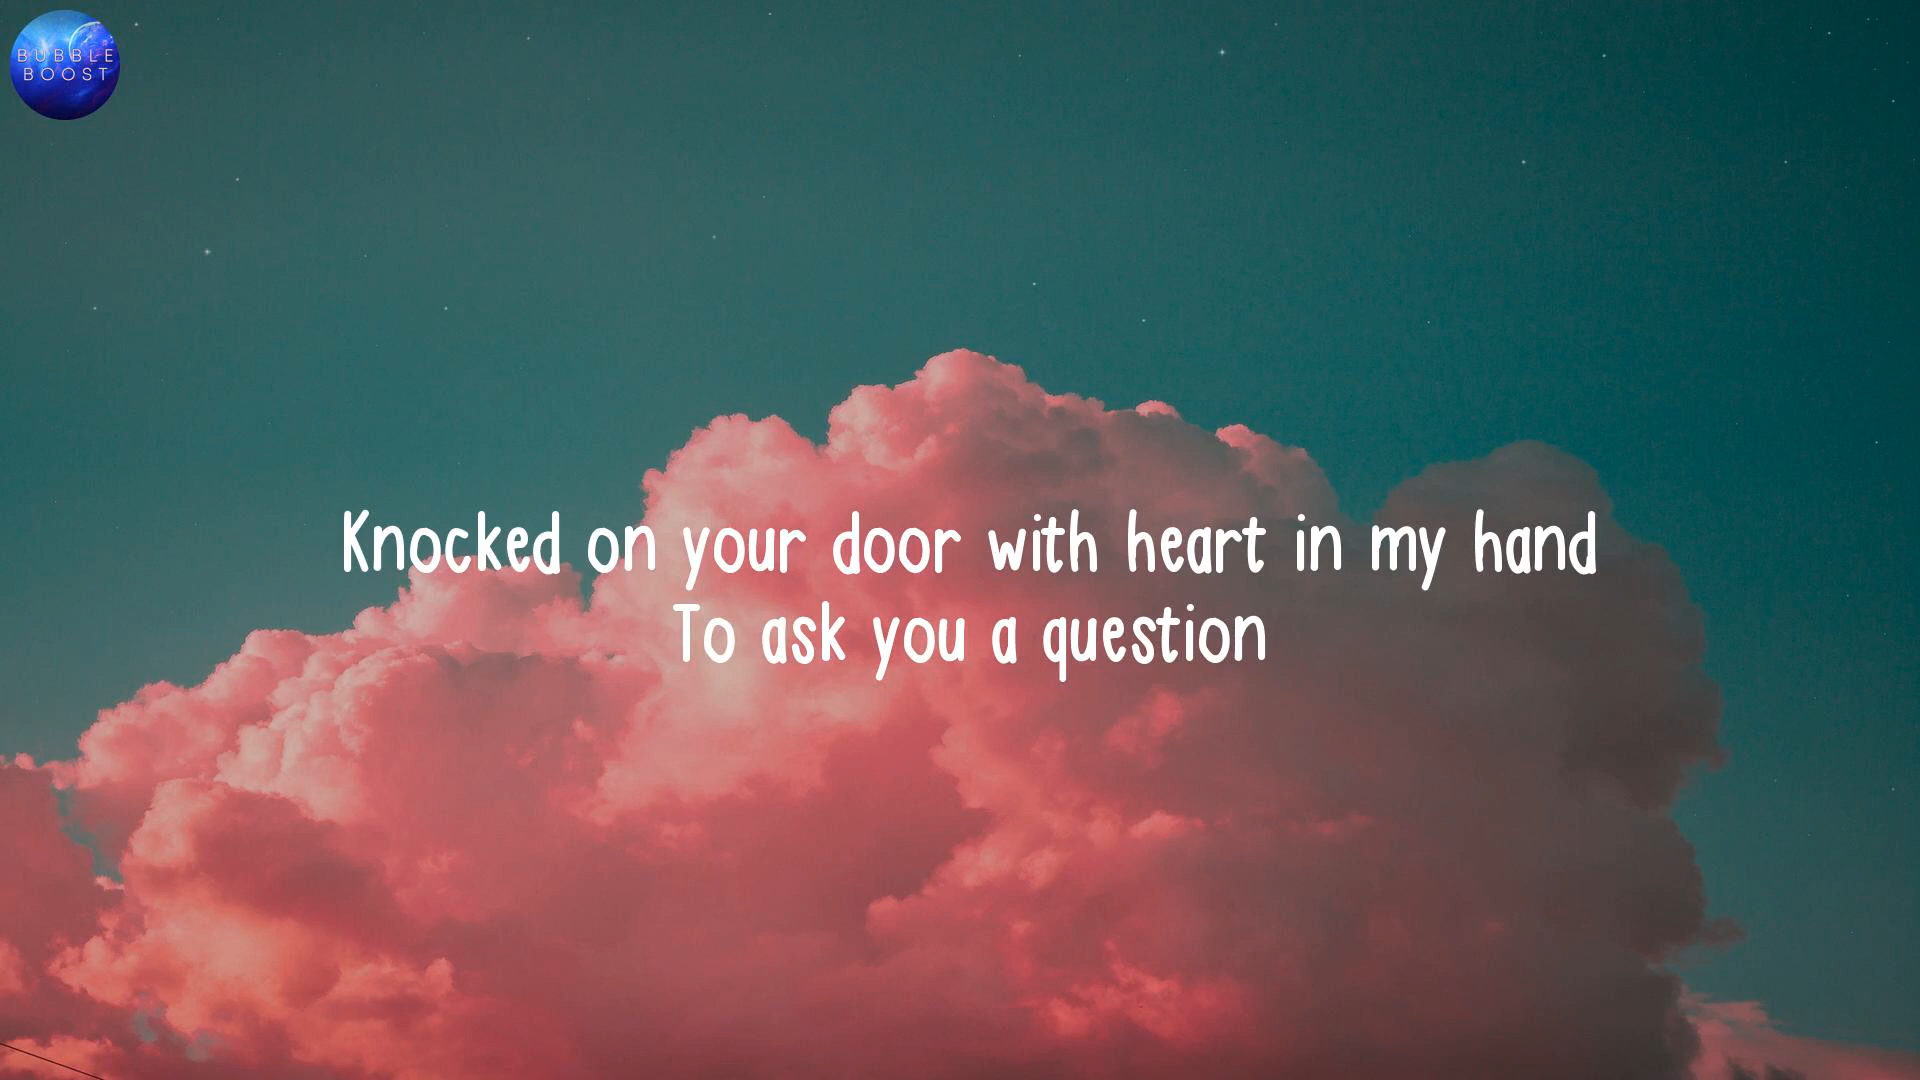 BUBBLE
BOOST
Knocked on your door with heart in my hand
To ask you a question